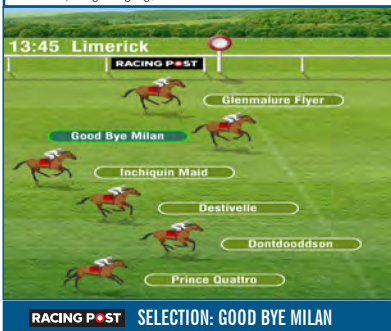 13:45 Limerick
RACING POST
Glenmalure Flyer
Good Bye Milan
Inchiquin Maid
Destivelle
Dontdooddson
Prince Quattro
RACING POST SELECTION: GOOD BYE MILAN